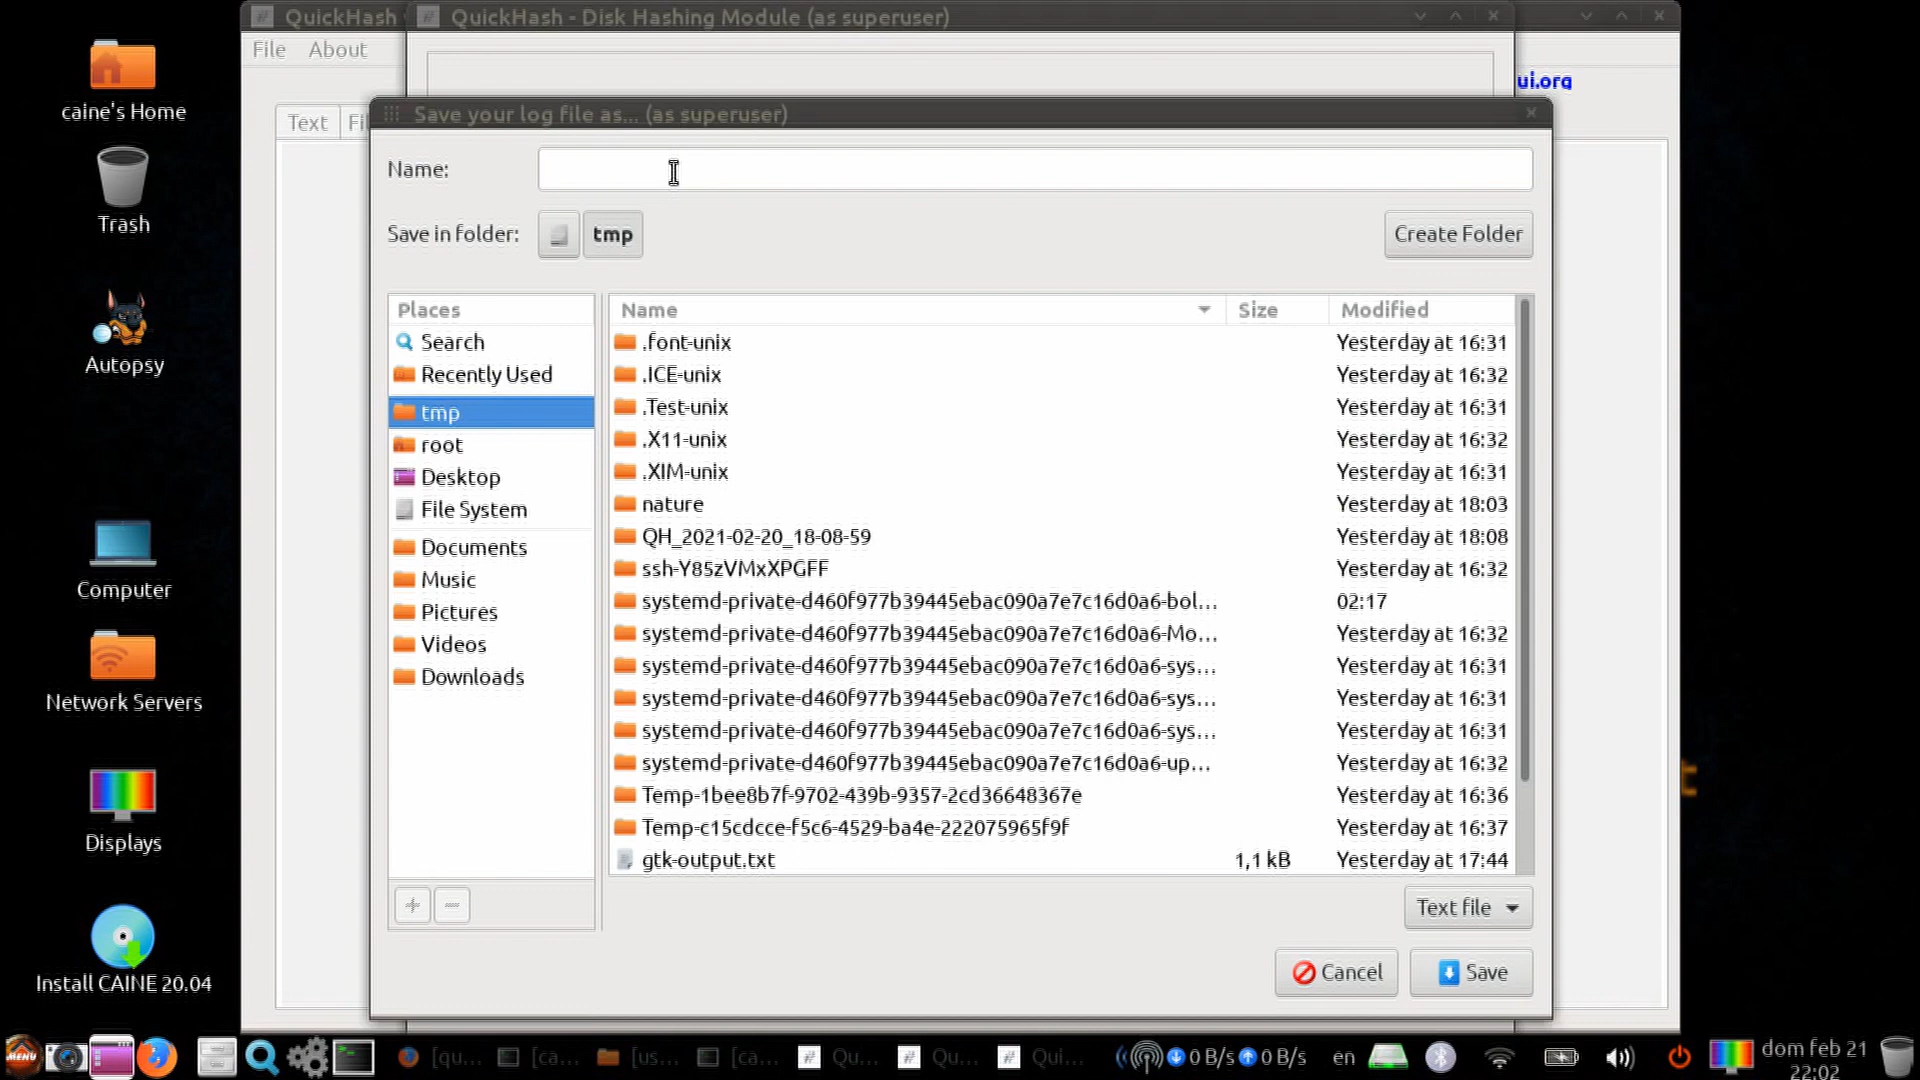 QuickHash
QuickHash - Disk Hashing Module (as superuser)
File About
ui.org
Text
Save your log file as... (as superuser)
Name:
Save in folder: tmp Create Folder
Places
Search
Recently Used
tmp
root
Desktop
File System
Documents
Music
Pictures
Videos
Downloads
Name Size Modified
.font-unix Yesterday at 16:31
.ICE-unix Yesterday at 16:32
.Test-unix Yesterday at 16:31
.X11-unix Yesterday at 16:32
.XIM-unix Yesterday at 16:31
nature Yesterday at 18:03
QH_2021-02-20_18-08-59 Yesterday at 18:08
ssh-Y85zVMxXPGFF Yesterday at 16:32
systemd-private-d460f977b39445ebac090a7e7c16d0a6-bol... 02:17
systemd-private-d460f977b39445ebac090a7e7c16d0a6-Mo... Yesterday at 16:32
systemd-private-d460f977b39445ebac090a7e7c16d0a6-sys... Yesterday at 16:31
systemd-private-d460f977b39445ebac090a7e7c16d0a6-sys... Yesterday at 16:31
systemd-private-d460f977b39445ebac090a7e7c16d0a6-sys... Yesterday at 16:31
systemd-private-d460f977b39445ebac090a7e7c16d0a6-up... Yesterday at 16:32
Temp-1bee8b7f-9702-439b-9357-2cd36648367e Yesterday at 16:36
Temp-c15cdcce-f5c6-4529-ba4e-222075965f9f Yesterday at 16:37
gtk-output.txt 1,1 kB Yesterday at 17:44
Text file
Cancel Save
caine's Home
Trash
Autopsy
Computer
Network Servers
Displays
Install CAINE 20.04
MENU [qu... [ca... [us... [ca... Qu... Qu... Qui... 0 B/s 0 B/s en dom feb 21
22:02